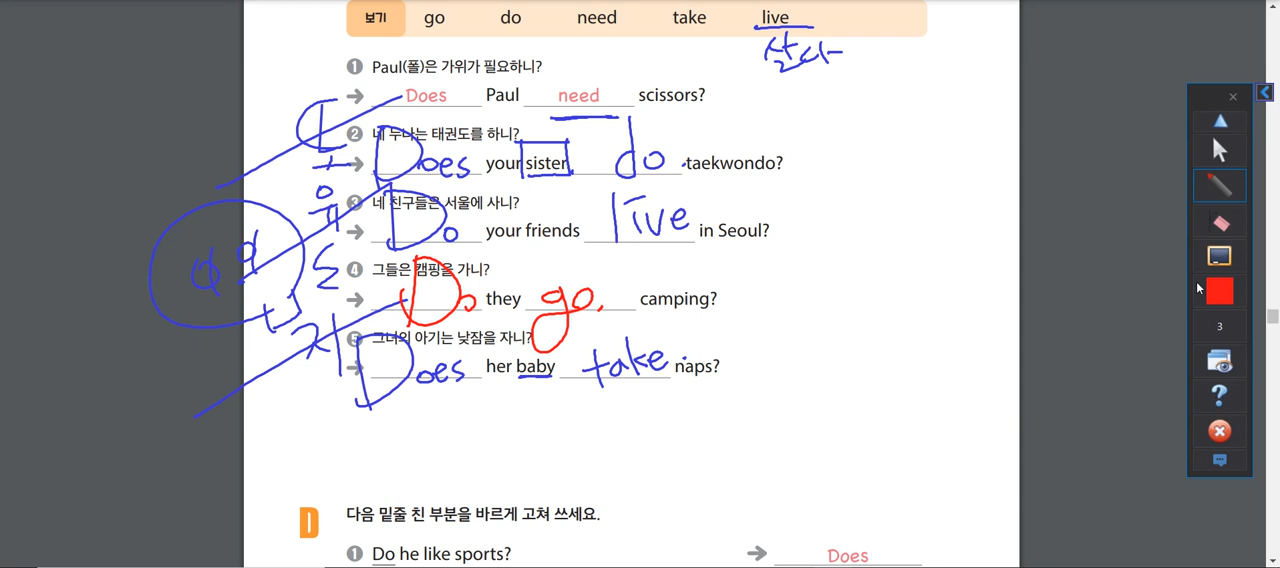 보기 go do need take live
살다
1 Paul(폴)은 가위가 필요하니?
→ Does Paul need scissors?
2 네 누나는 태권도를 하니?
→ Does your sister do taekwondo?
3 네 친구들은 서울에 사니?
→ Do your friends live in Seoul?
4 그들은 캠핑을 가니?
→ Do they go camping?
5 그녀의 아기는 낮잠을 자니?
→ Does her baby take naps?
D 다음 밑줄 친 부분을 바르게 고쳐 쓰세요.
1 Do he like sports? → Does
3